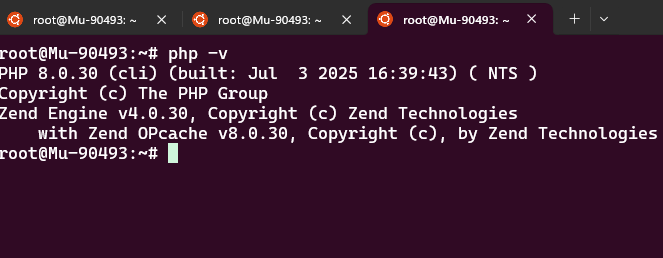 root@Mu-90493: ~ root@Mu-90493: ~ root@Mu-90493: ~
root@Mu-90493:~# php -v
PHP 8.0.30 (cli) (built: Jul  3 2025 16:39:43) ( NTS )
Copyright (c) The PHP Group
Zend Engine v4.0.30, Copyright (c) Zend Technologies
    with Zend OPcache v8.0.30, Copyright (c), by Zend Technologies
root@Mu-90493:~#